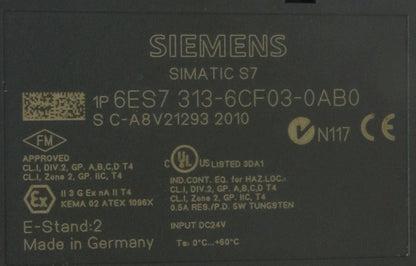 SIEMENS
SIMATIC S7
1P 6ES7 313-6CF03-0AB0
S C-A8V21293 2010
FM
APPROVED
CL.I, DIV.2, GP. A,B,C,D T4
CL.I, Zone 2, GP. IIC, T4
Ex II 3 G Ex nA II T4
KEMA 02 ATEX 1096X
E-Stand:2
Made in Germany
N117 CE
C UL US LISTED 3DA1
IND.CONT. EQ. for HAZ.LOC.
CL.I, DIV.2, GP. A,B,C,D T4
CL.I, Zone 2, GP. IIC, T4
0.5A RES./P.D. 5W TUNGSTEN
INPUT DC24V
Ta: 0°C...+60°C